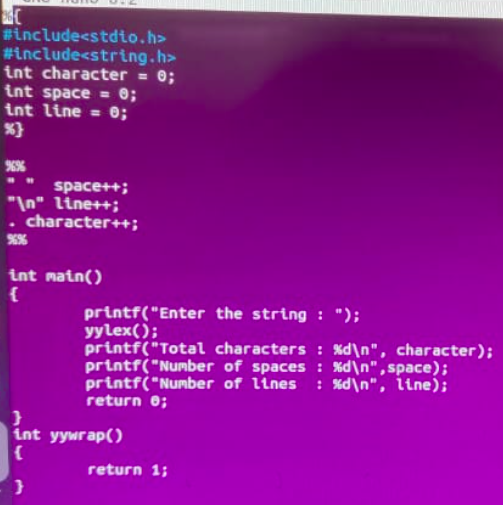 %{
#include<stdio.h>
#include<string.h>
int character = 0;
int space = 0;
int line = 0;
%}
%%
" "  space++;
"\n" line++;
. character++;
%%
int main()
{
        printf("Enter the string : ");
        yylex();
        printf("Total characters : %d\n", character);
        printf("Number of spaces : %d\n",space);
        printf("Number of lines  : %d\n", line);
        return 0;
}
int yywrap()
{
        return 1;
}